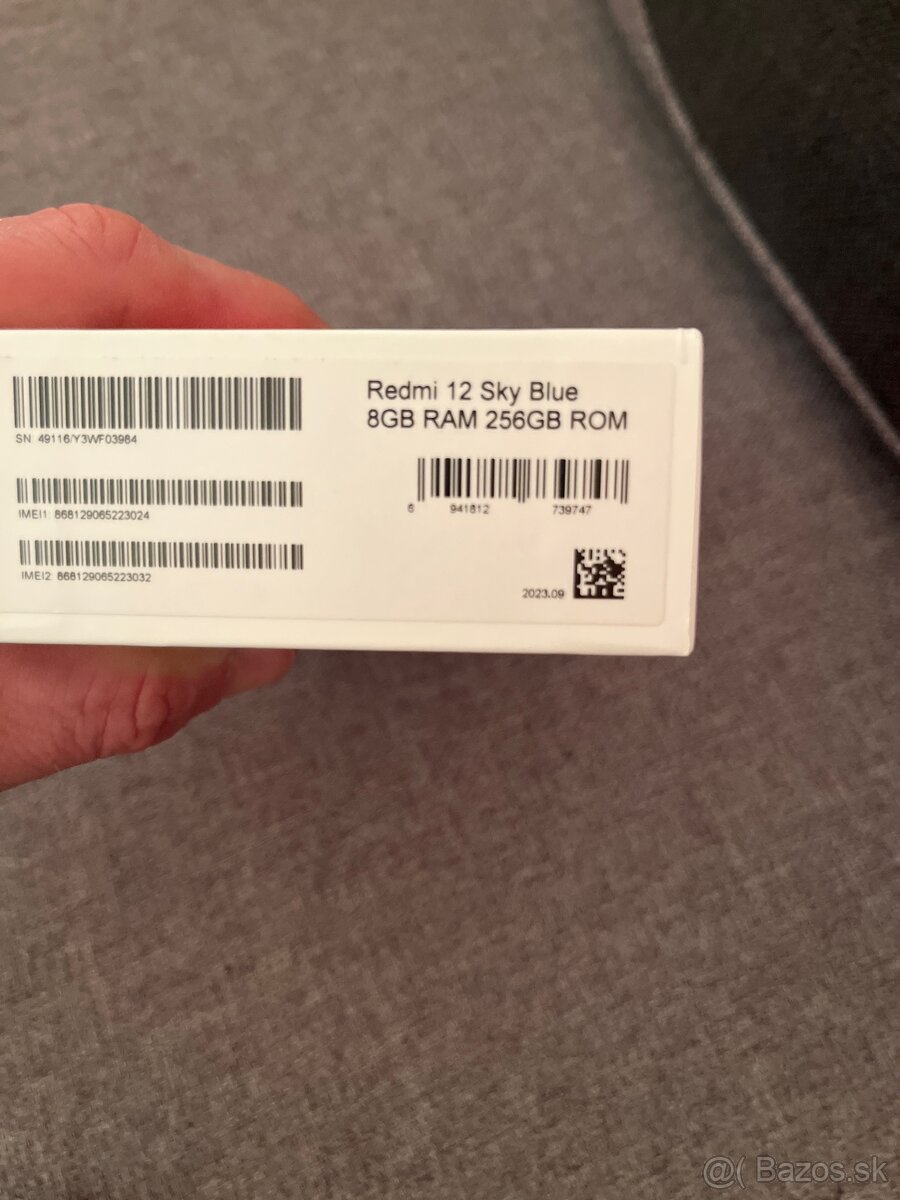 Redmi 12 Sky Blue
8GB RAM 256GB ROM
SN: 49116/Y3WF03984
IMEI1: 868129065223024
IMEI2: 868129065223032
6 941812 739747
2023.09
@( Bazos.sk